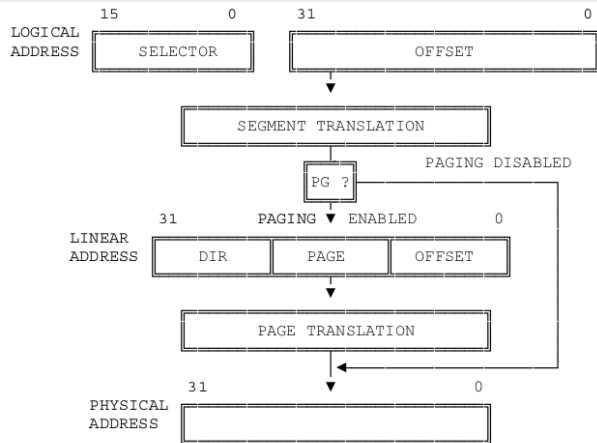 15 0 31 0
LOGICAL
ADDRESS SELECTOR OFFSET
SEGMENT TRANSLATION
PAGING DISABLED
PG ?
31 PAGING ENABLED 0
LINEAR
ADDRESS DIR PAGE OFFSET
PAGE TRANSLATION
31 0
PHYSICAL
ADDRESS